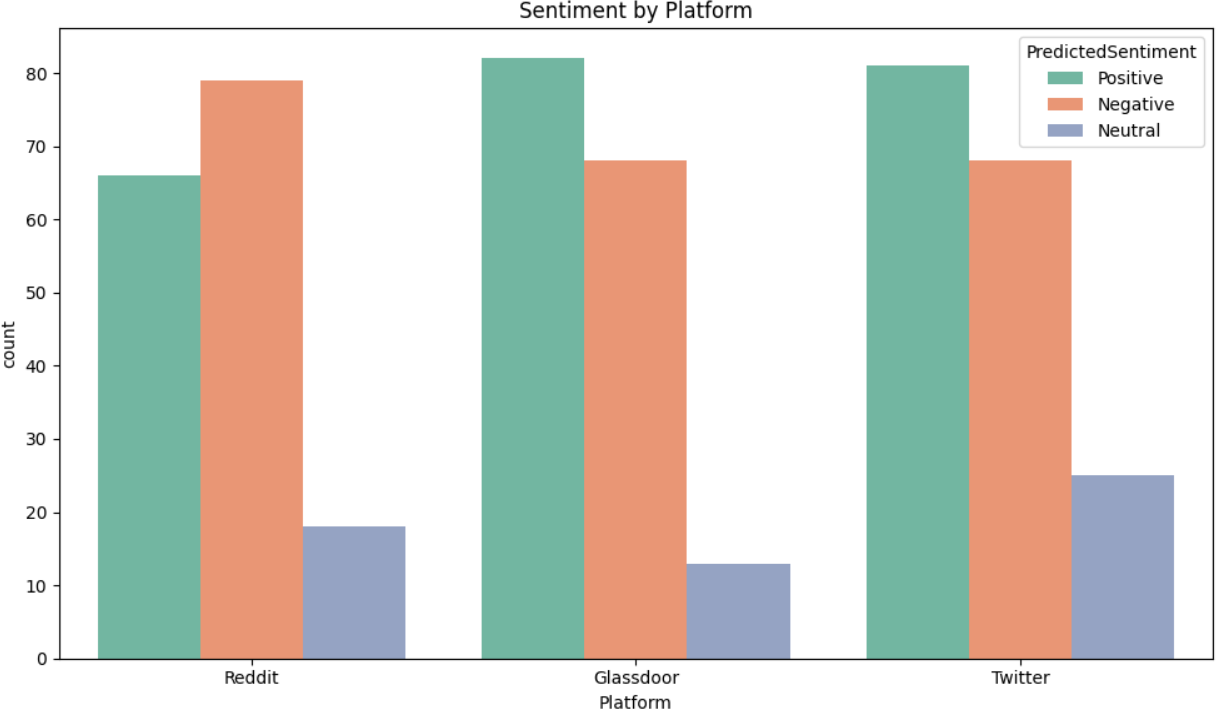 Sentiment by Platform
PredictedSentiment
Positive
Negative
Neutral
count
80
70
60
50
40
30
20
10
0
Reddit Glassdoor Twitter
Platform